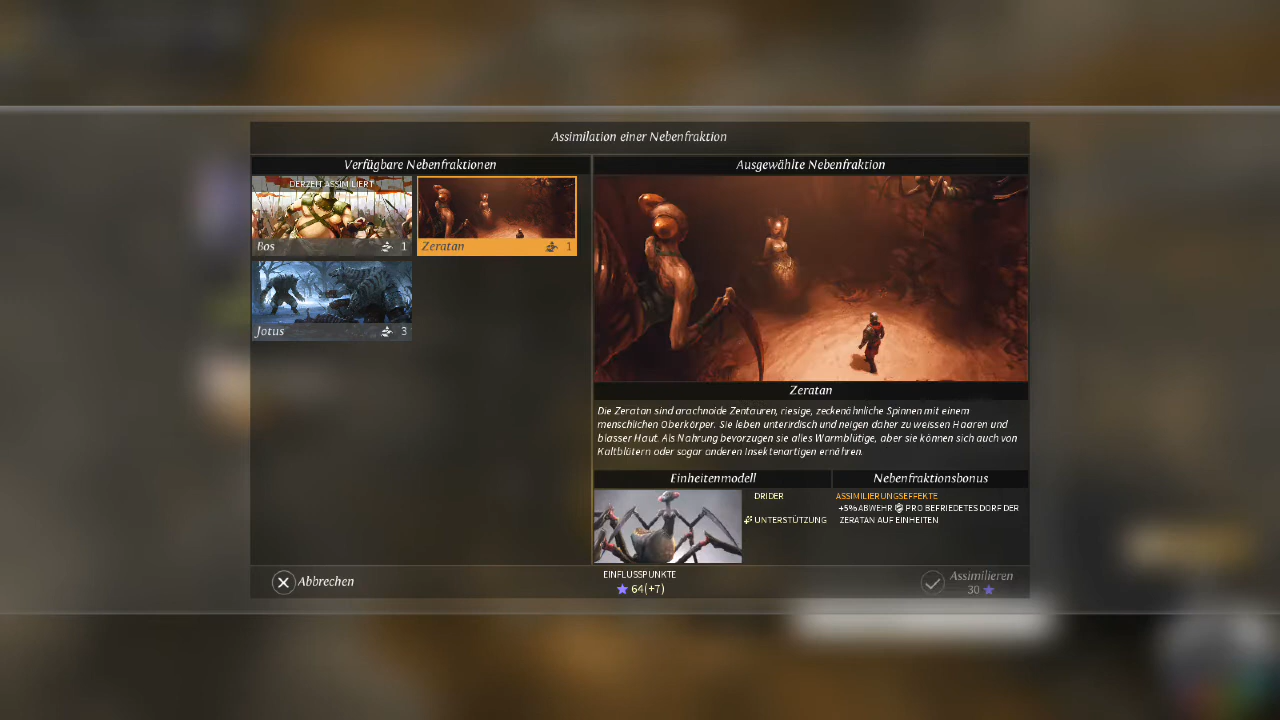 Assimilation einer Nebenfraktion
Verfügbare Nebenfraktionen
DERZEIT ASSIMILIERT
Bos 1
Zeratan 1
Jotus 3
Ausgewählte Nebenfraktion
Zeratan
Die Zeratan sind arachnoide Zentauren, riesige, zeckenähnliche Spinnen mit einem
menschlichen Oberkörper. Sie leben unterirdisch und neigen daher zu weissen Haaren und
blasser Haut. Als Nahrung bevorzugen sie alles Warmblütige, aber sie können sich auch von
Kaltblütern oder sogar anderen Insektenartigen ernähren.
Einheitenmodell
DRIDER
UNTERSTÜTZUNG
Nebenfraktionsbonus
ASSIMILIERUNGSEFFEKTE
+5% ABWEHR PRO BEFRIEDETES DORF DER
ZERATAN AUF EINHEITEN
Abbrechen
EINFLUSSPUNKTE
64(+7)
Assimilieren
30